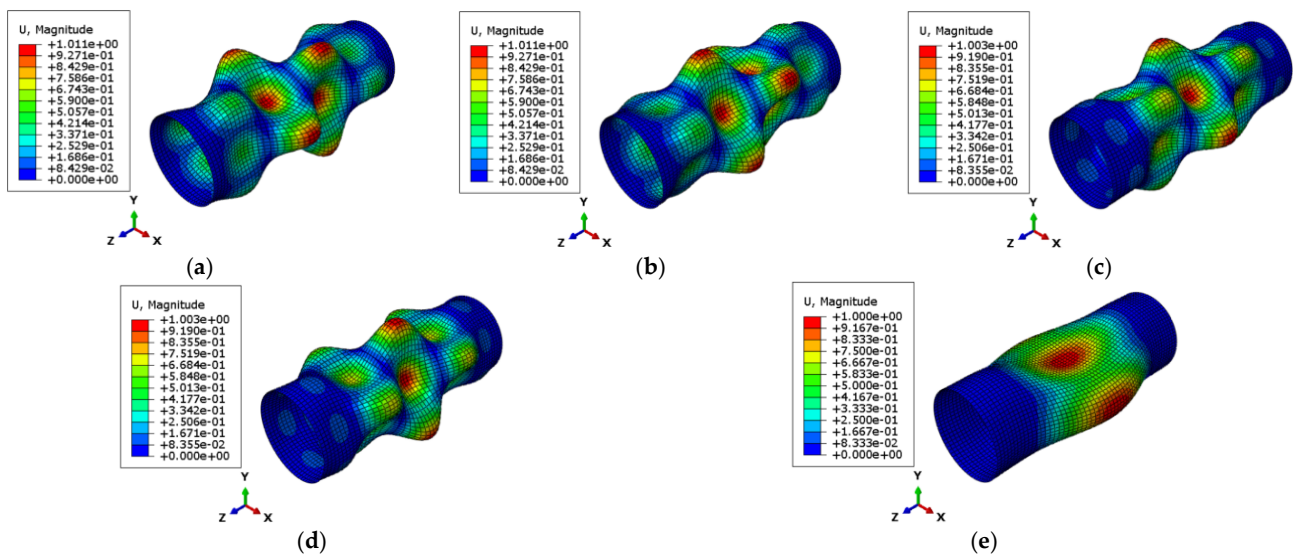 U, Magnitude
+1.011e+00
+9.271e-01
+8.429e-01
+7.586e-01
+6.743e-01
+5.900e-01
+5.057e-01
+4.214e-01
+3.371e-01
+2.529e-01
+1.686e-01
+8.429e-02
+0.000e+00
Y
Z X
(a)
U, Magnitude
+1.011e+00
+9.271e-01
+8.429e-01
+7.586e-01
+6.743e-01
+5.900e-01
+5.057e-01
+4.214e-01
+3.371e-01
+2.529e-01
+1.686e-01
+8.429e-02
+0.000e+00
Y
Z X
(b)
U, Magnitude
+1.003e+00
+9.190e-01
+8.355e-01
+7.519e-01
+6.684e-01
+5.848e-01
+5.013e-01
+4.177e-01
+3.342e-01
+2.506e-01
+1.671e-01
+8.355e-02
+0.000e+00
Y
Z X
(c)
U, Magnitude
+1.003e+00
+9.190e-01
+8.355e-01
+7.519e-01
+6.684e-01
+5.848e-01
+5.013e-01
+4.177e-01
+3.342e-01
+2.506e-01
+1.671e-01
+8.355e-02
+0.000e+00
Y
Z X
(d)
U, Magnitude
+1.000e+00
+9.167e-01
+8.333e-01
+7.500e-01
+6.667e-01
+5.833e-01
+5.000e-01
+4.167e-01
+3.333e-01
+2.500e-01
+1.667e-01
+8.333e-02
+0.000e+00
Y
Z X
(e)